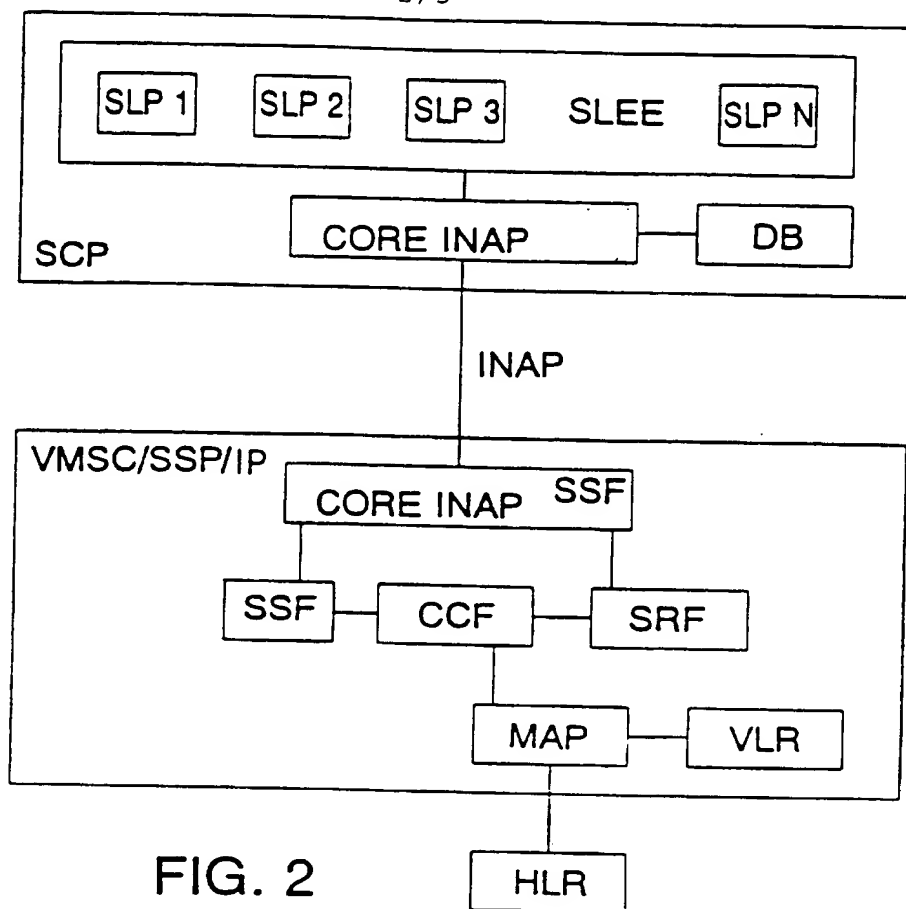 SLP 1 SLP 2 SLP 3 SLEE SLP N
CORE INAP DB
SCP
INAP
VMSC/SSP/IP
CORE INAP SSF
SSF CCF SRF
MAP VLR
HLR
FIG. 2